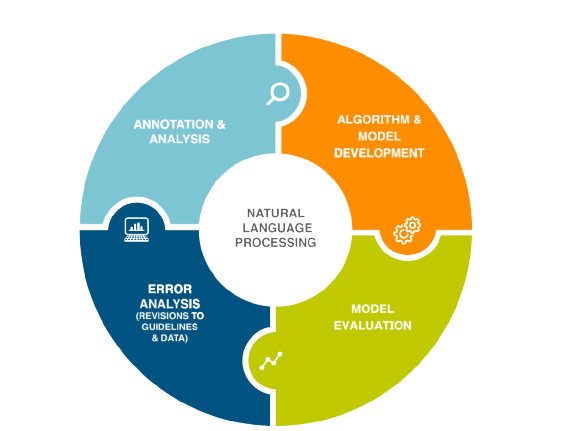 ANNOTATION &
ANALYSIS
ALGORITHM &
MODEL
DEVELOPMENT
NATURAL
LANGUAGE
PROCESSING
ERROR
ANALYSIS
(REVISIONS TO
GUIDELINES
& DATA)
MODEL
EVALUATION